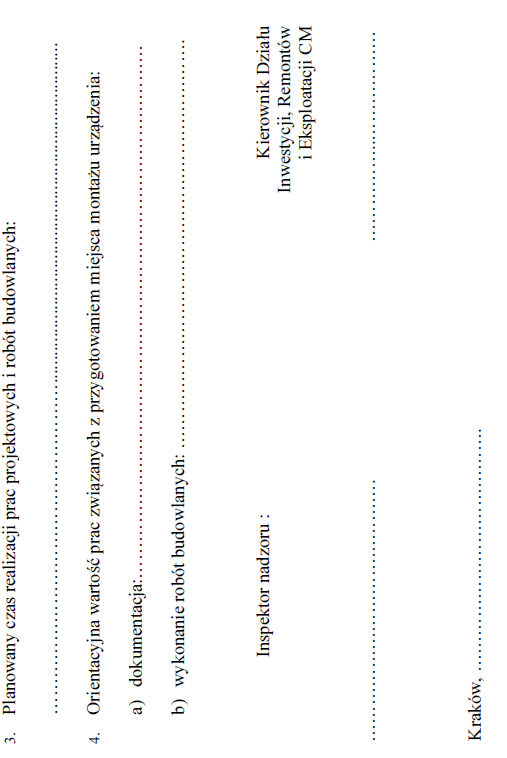 3. Planowany czas realizacji prac projektowych i robót budowlanych:
....................................................................................................
4. Orientacyjna wartość prac związanych z przygotowaniem miejsca montażu urządzenia:
a) dokumentacja:....................................................................................
b) wykonanie robót budowlanych: ................................................................
Inspektor nadzoru :
Kierownik Działu
Inwestycji, Remontów
i Eksploatacji CM
................................................
......................................
Kraków, ............................................